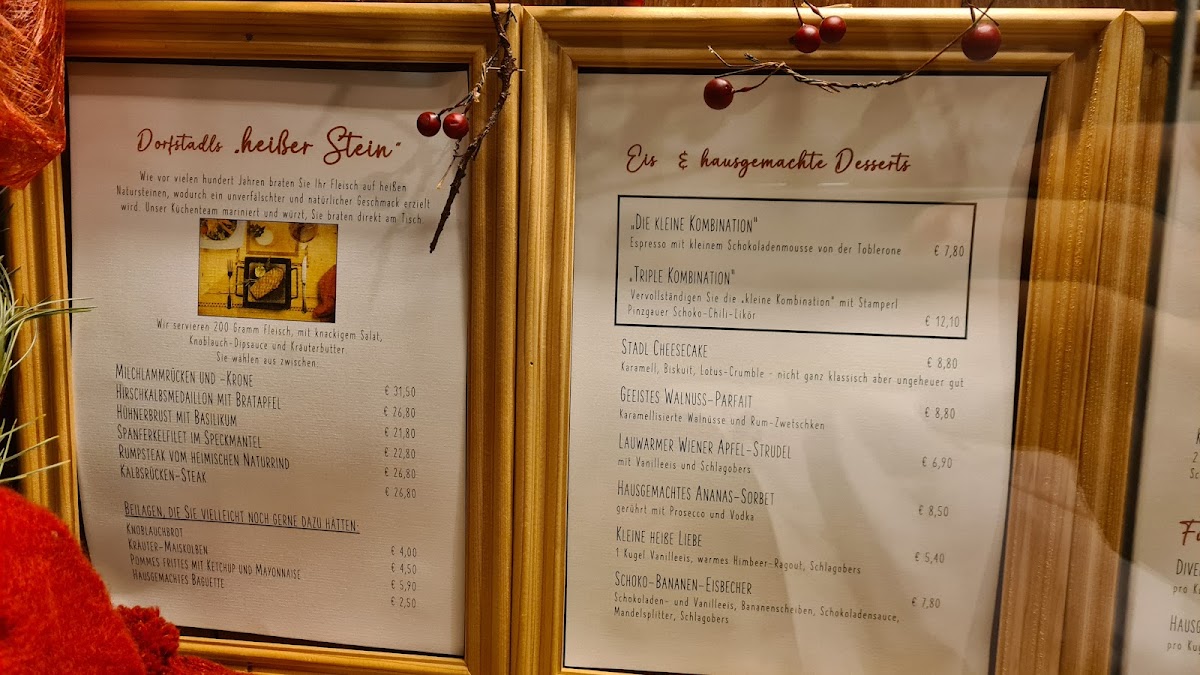 Dorfstadls „heißer Stein“
Wie vor vielen hundert Jahren braten Sie Ihr Fleisch auf heißen
Natursteinen, wodurch ein unverfälschter und natürlicher Geschmack erzielt
wird. Unser Küchenteam mariniert und würzt, Sie braten direkt am Tisch.
Wir servieren 200 Gramm Fleisch, mit knackigem Salat,
Knoblauch-Dipsauce und Kräuterbutter.
Sie wählen aus zwischen:
Milchlammrücken und -Krone € 31,50
Hirschkalbsmedaillon mit Bratapfel € 26,80
Hühnerbrust mit Basilikum € 21,80
Spanferkelfilet im Speckmantel € 22,80
Rumpsteak vom heimischen Naturrind € 26,80
Kalbsrücken-Steak € 26,80
Beilagen, die Sie vielleicht noch gerne dazu hätten:
Knoblauchbrot € 4,00
Kräuter-Maiskolben € 4,50
Pommes frittes mit Ketchup und Mayonnaise € 5,90
Hausgemachtes Baguette € 2,50
Eis & hausgemachte Desserts
„Die kleine Kombination“
Espresso mit kleinem Schokoladenmousse von der Toblerone € 7,80
„Triple Kombination“
Vervollständigen Sie die „kleine Kombination“ mit Stamperl
Pinzgauer Schoko-Chili-Likör € 12,10
Stadl Cheesecake € 8,80
Karamell, Biskuit, Lotus-Crumble - nicht ganz klassisch aber ungeheuer gut
Geeistes Walnuss-Parfait € 8,80
Karamellisierte Walnüsse und Rum-Zwetschken
Lauwarmer Wiener Apfel-Strudel € 6,90
mit Vanilleeis und Schlagobers
Hausgemachtes Ananas-Sorbet € 8,50
gerührt mit Prosecco und Vodka
Kleine heiße Liebe € 5,40
1 Kugel Vanilleeis, warmes Himbeer-Ragout, Schlagobers
Schoko-Bananen-Eisbecher € 7,80
Schokoladen- und Vanilleeis, Bananenscheiben, Schokoladensauce,
Mandelsplitter, Schlagobers